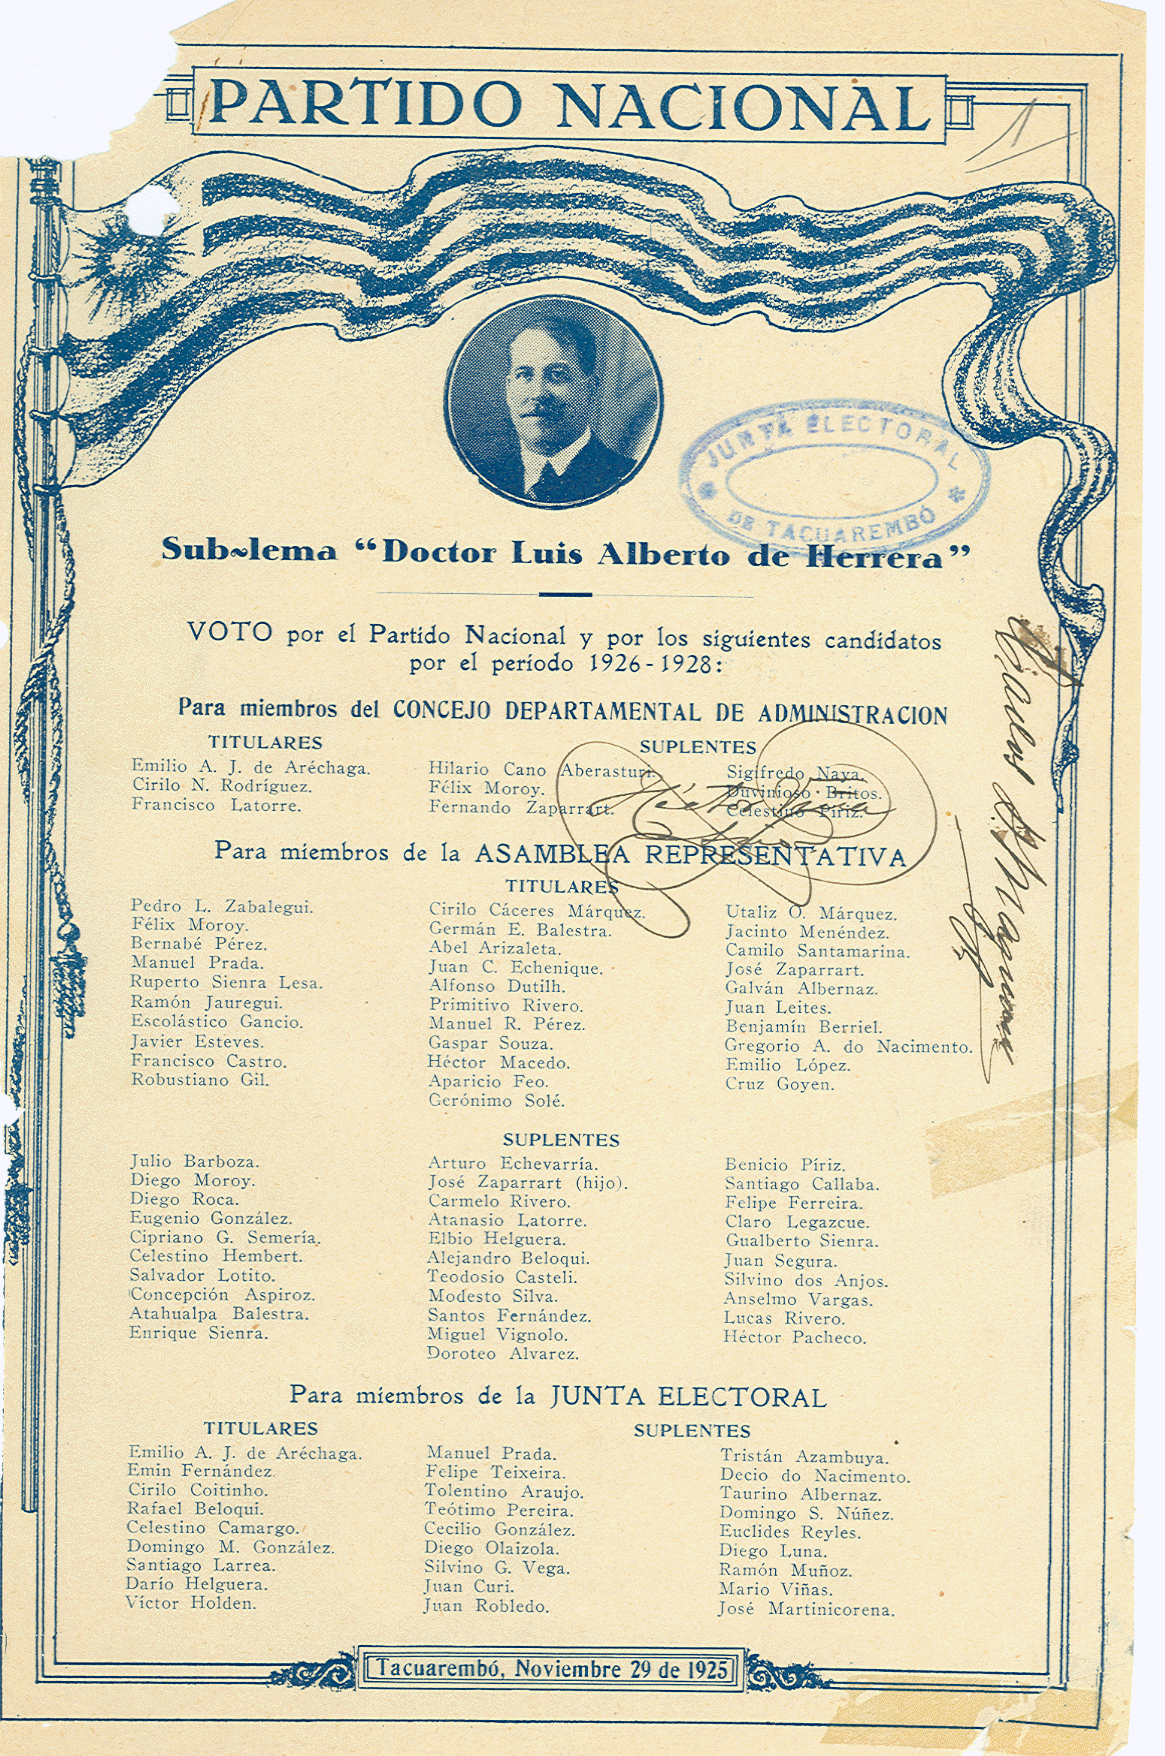 PARTIDO NACIONAL
JUNTA ELECTORAL
DE TACUAREMBÓ
Sub-lema "Doctor Luis Alberto de Herrera"
VOTO por el Partido Nacional y por los siguientes candidatos
por el período 1926-1928:
Para miembros del CONCEJO DEPARTAMENTAL DE ADMINISTRACION
TITULARES
Emilio A. J. de Aréchaga.
Cirilo N. Rodríguez.
Francisco Latorre.
SUPLENTES
Hilario Cano Aberasturi.
Félix Moroy.
Fernando Zaparrart.
Sigifredo Naya.
Duvinioso Britos.
Celestino Píriz.
Para miembros de la ASAMBLEA REPRESENTATIVA
TITULARES
Pedro L. Zabalegui.
Félix Moroy.
Bernabé Pérez.
Manuel Prada.
Ruperto Sienra Lesa.
Ramón Jauregui.
Escolástico Gancio.
Javier Esteves.
Francisco Castro.
Robustiano Gil.
Cirilo Cáceres Márquez.
Germán E. Balestra.
Abel Arizaleta.
Juan C. Echenique.
Alfonso Dutilh.
Primitivo Rivero.
Manuel R. Pérez.
Gaspar Souza.
Héctor Macedo.
Aparicio Feo.
Gerónimo Solé.
Utaliz O. Márquez.
Jacinto Menéndez.
Camilo Santamarina.
José Zaparrart.
Galván Albernaz.
Juan Leites.
Benjamín Berriel.
Gregorio A. do Nacimento.
Emilio López.
Cruz Goyen.
SUPLENTES
Julio Barboza.
Diego Moroy.
Diego Roca.
Eugenio González.
Cipriano G. Semería.
Celestino Hembert.
Salvador Lotito.
Concepción Aspiroz.
Atahualpa Balestra.
Enrique Sienra.
Arturo Echevarría.
José Zaparrart (hijo).
Carmelo Rivero.
Atanasio Latorre.
Elbio Helguera.
Alejandro Beloqui.
Teodosio Casteli.
Modesto Silva.
Santos Fernández.
Miguel Vignolo.
Doroteo Alvarez.
Benicio Píriz.
Santiago Callaba.
Felipe Ferreira.
Claro Legazcue.
Gualberto Sienra.
Juan Segura.
Silvino dos Anjos.
Anselmo Vargas.
Lucas Rivero.
Héctor Pacheco.
Para miembros de la JUNTA ELECTORAL
TITULARES
Emilio A. J. de Aréchaga.
Emin Fernández.
Cirilo Coitinho.
Rafael Beloqui.
Celestino Camargo.
Domingo M. González.
Santiago Larrea.
Darío Helguera.
Víctor Holden.
SUPLENTES
Manuel Prada.
Felipe Teixeira.
Tolentino Araujo.
Teótimo Pereira.
Cecilio González.
Diego Olaizola.
Silvino G. Vega.
Juan Curi.
Juan Robledo.
Tristán Azambuya.
Decio do Nacimento.
Taurino Albernaz.
Domingo S. Núñez.
Euclides Reyles.
Diego Luna.
Ramón Muñoz.
Mario Viñas.
José Martinicorena.
Tacuarembó, Noviembre 29 de 1925